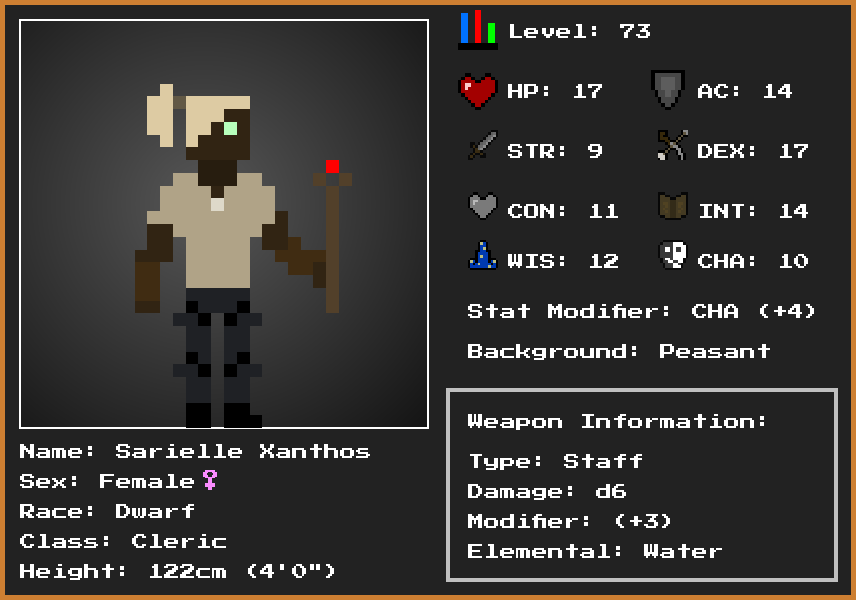 Level: 73
HP: 17 AC: 14
STR: 9 DEX: 17
CON: 11 INT: 14
WIS: 12 CHA: 10
Stat Modifier: CHA (+4)
Background: Peasant
Weapon Information:
Type: Staff
Damage: d6
Modifier: (+3)
Elemental: Water
Name: Sarielle Xanthos
Sex: Female♀
Race: Dwarf
Class: Cleric
Height: 122cm (4'0")